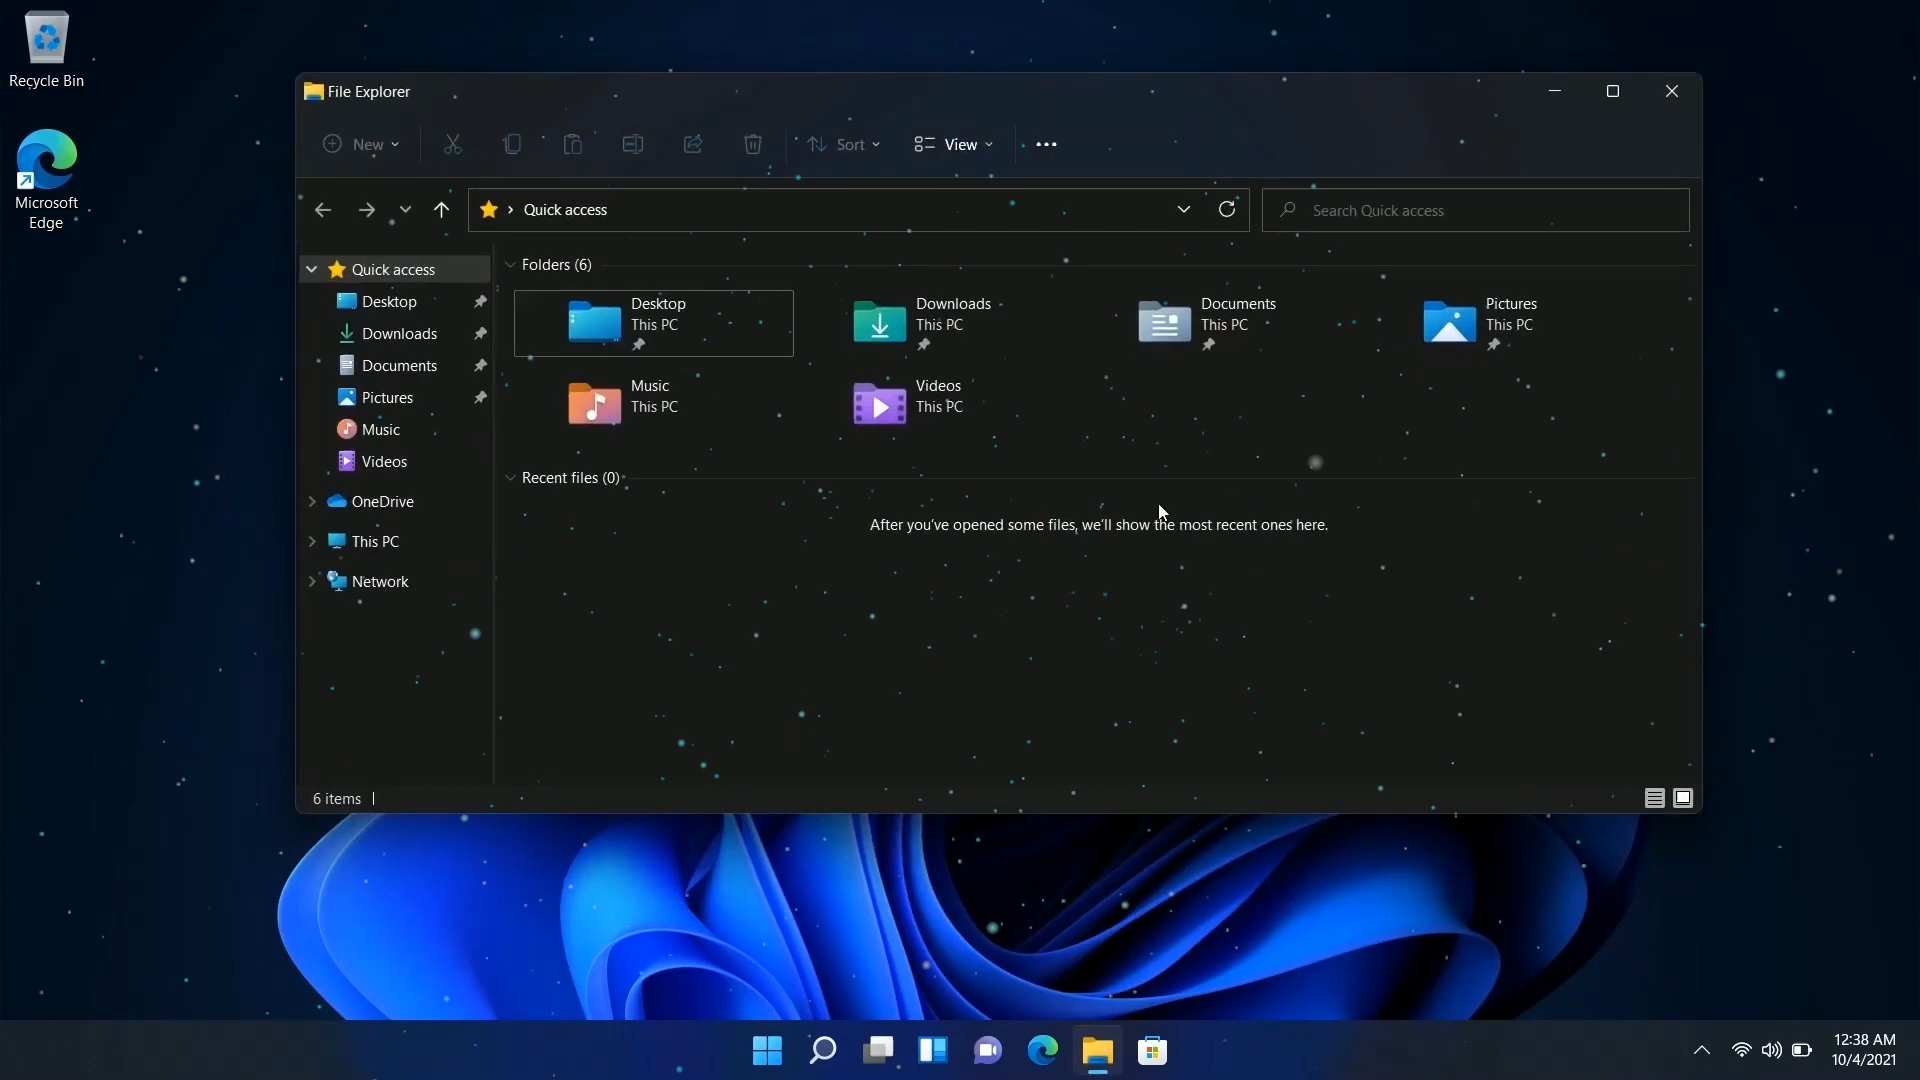 Recycle Bin
Microsoft
Edge
File Explorer
New
Sort
View
Quick access
Search Quick access
Quick access
Desktop
Downloads
Documents
Pictures
Music
Videos
OneDrive
This PC
Network
Folders (6)
Desktop
This PC
Downloads
This PC
Documents
This PC
Pictures
This PC
Music
This PC
Videos
This PC
Recent files (0)
After you've opened some files, we'll show the most recent ones here.
6 items
12:38 AM
10/4/2021